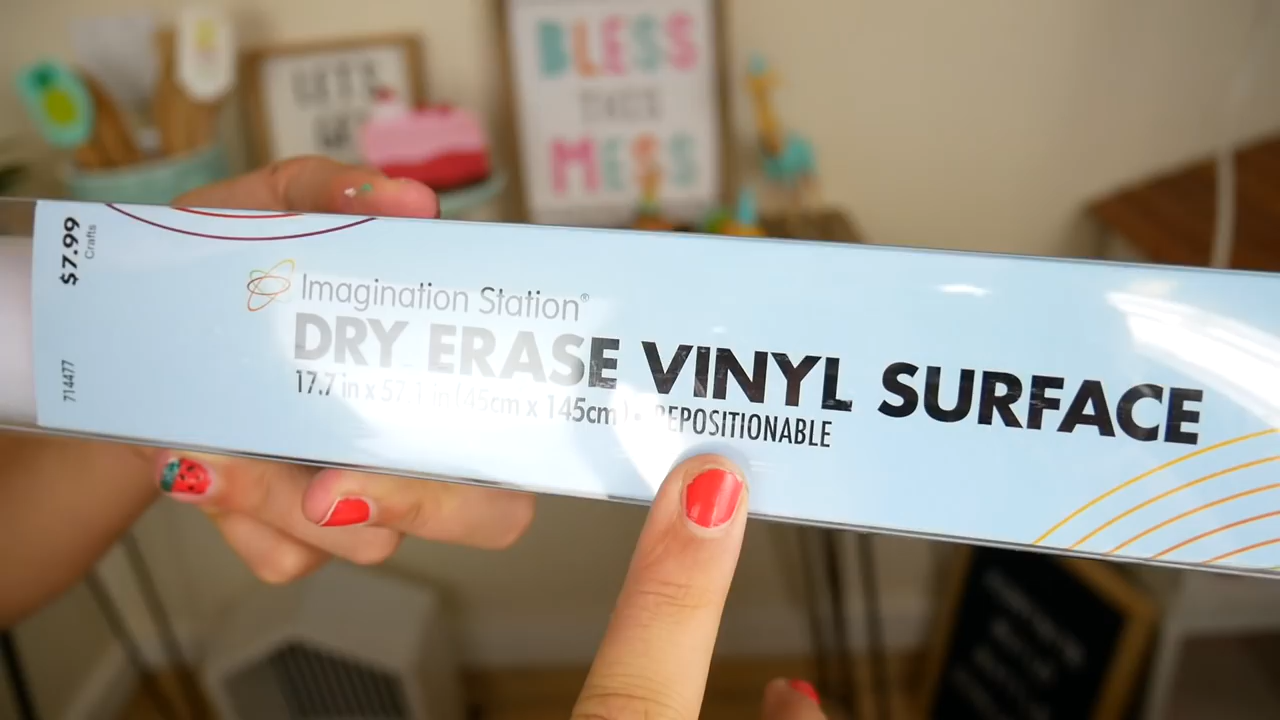 BLESS
THIS
MESS
LET'S
$7.99
Crafts
714477
Imagination Station®
DRY ERASE VINYL SURFACE
17.7 in x 57.1 in (45cm x 145cm) • REPOSITIONABLE